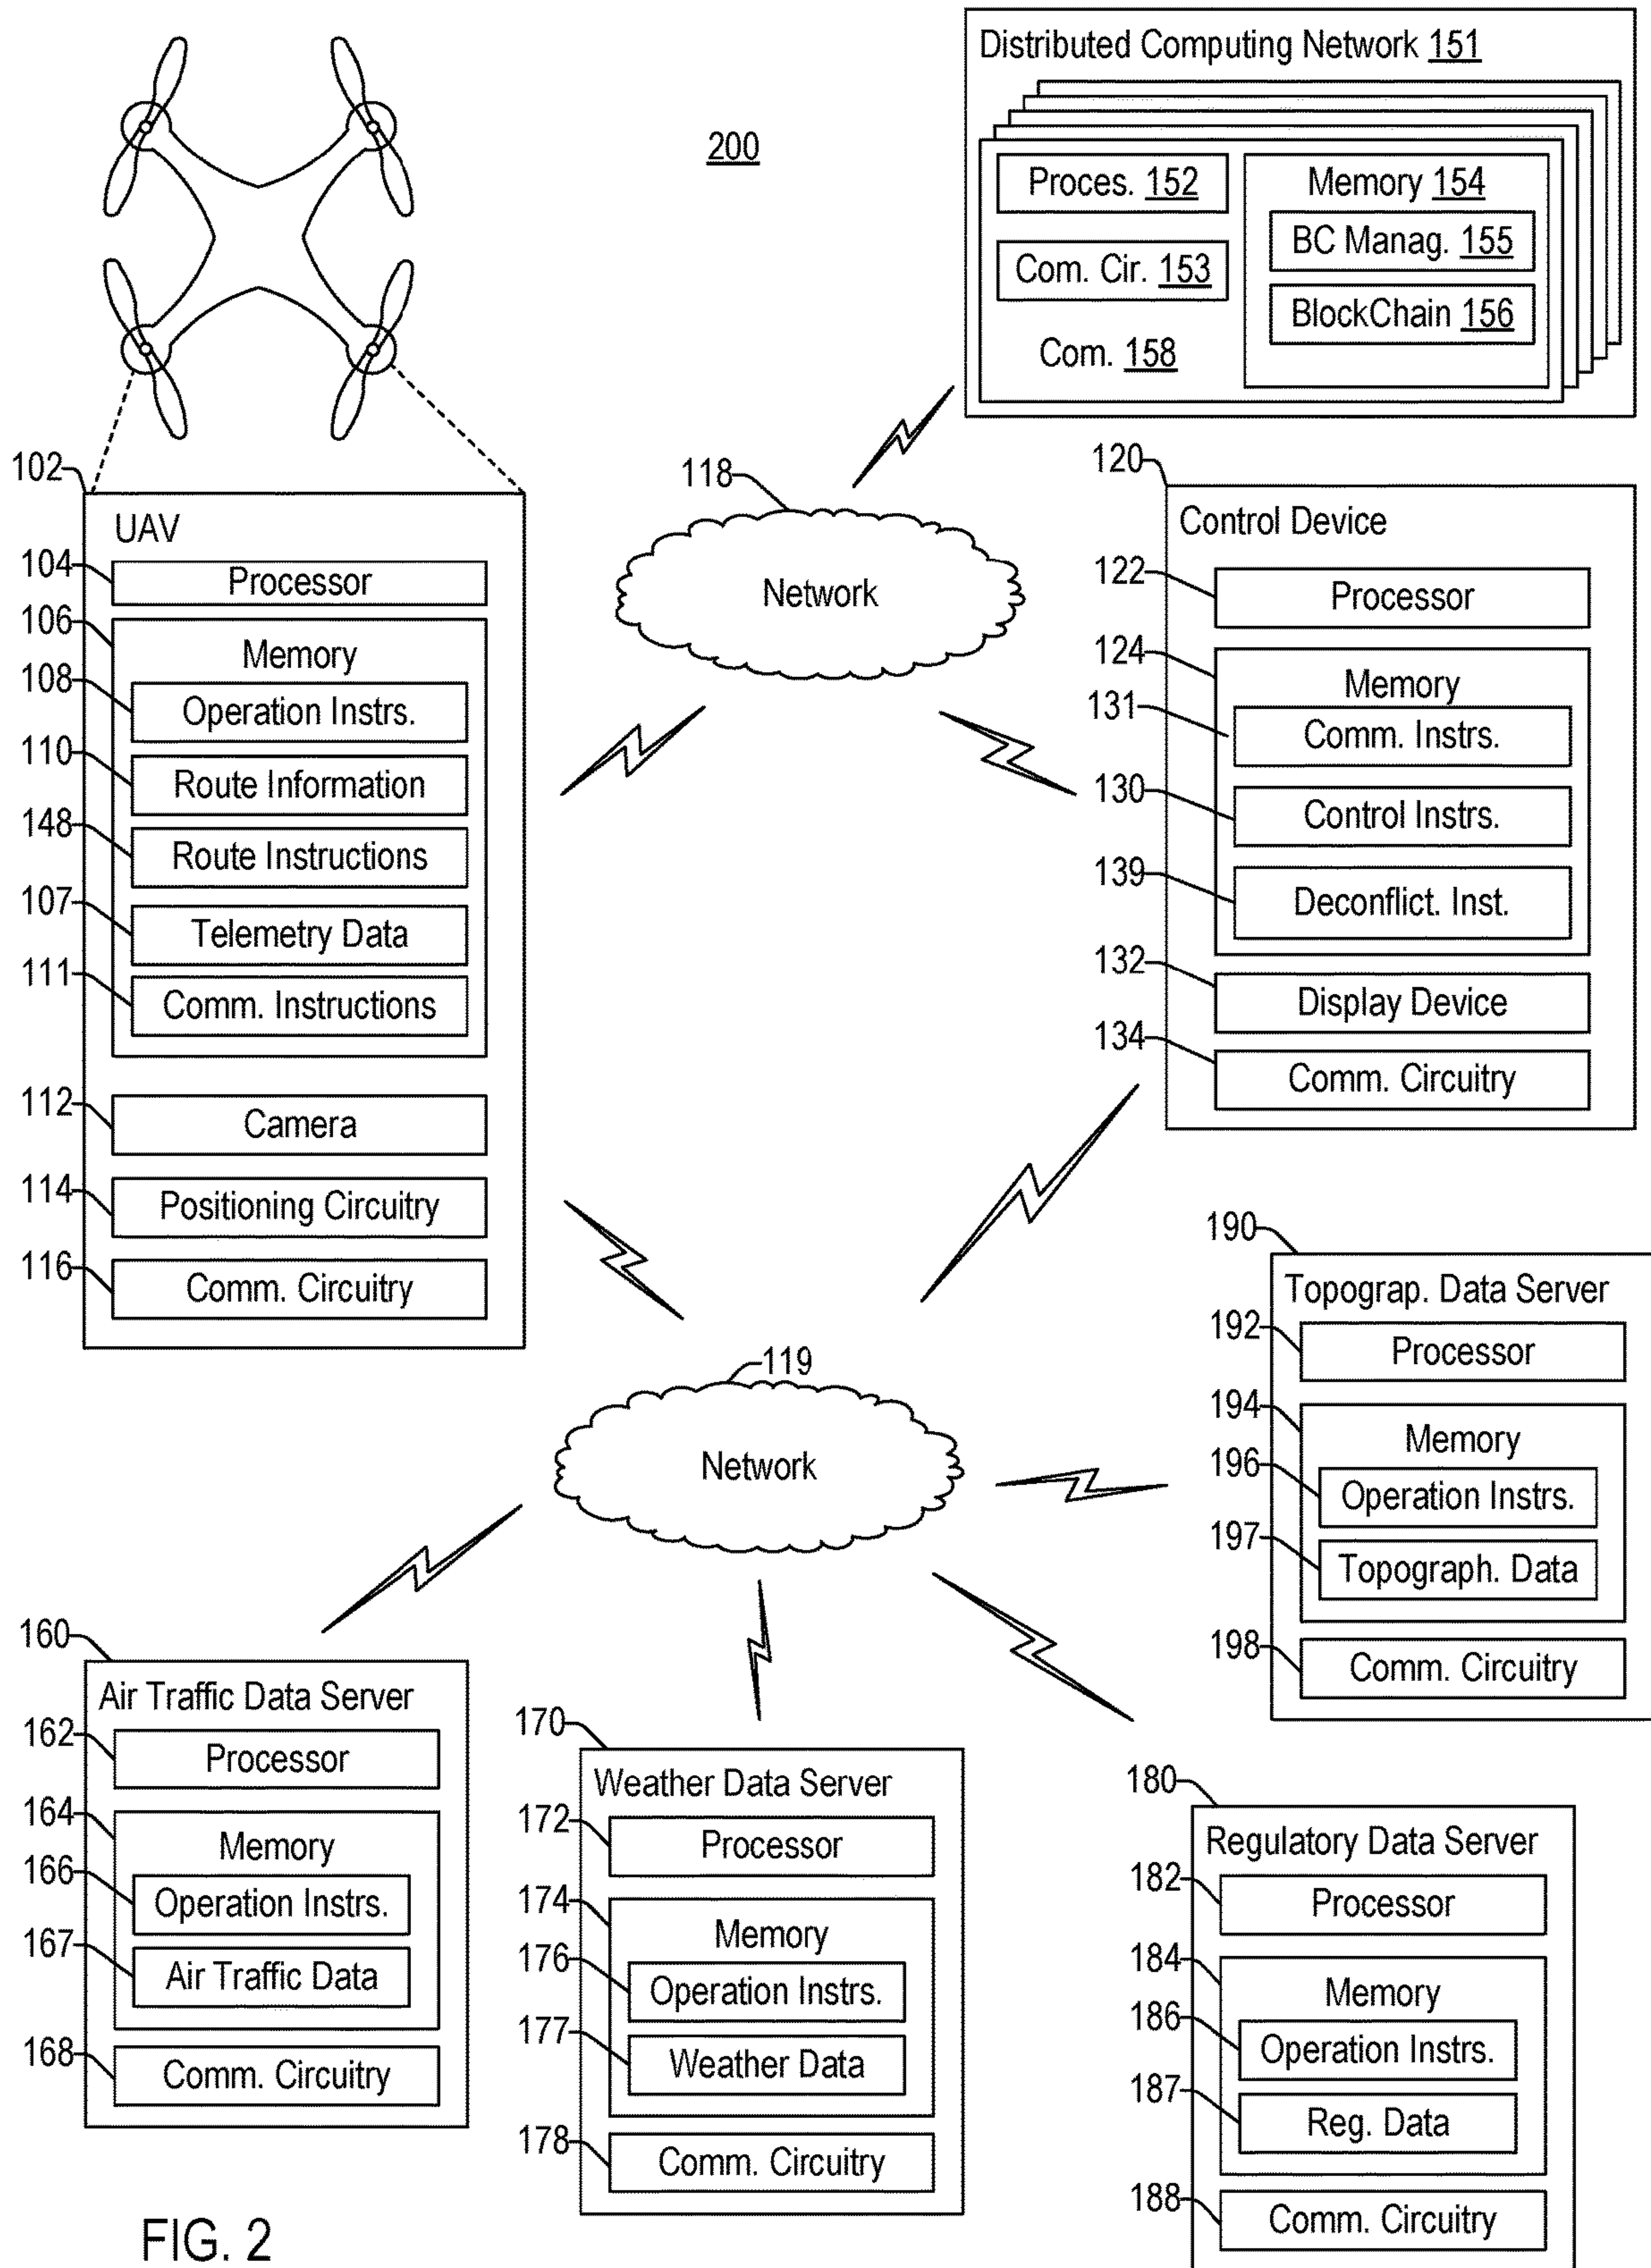 Distributed Computing Network 151
200
Proces. 152
Memory 154
BC Manag. 155
Com. Cir. 153
BlockChain 156
Com. 158
102
UAV
104
Processor
106
Memory
108
Operation Instrs.
110
Route Information
148
Route Instructions
107
Telemetry Data
111
Comm. Instructions
112
Camera
114
Positioning Circuitry
116
Comm. Circuitry
118
Network
120
Control Device
122
Processor
124
Memory
131
Comm. Instrs.
130
Control Instrs.
139
Deconflict. Inst.
132
Display Device
134
Comm. Circuitry
119
Network
190
Topograp. Data Server
192
Processor
194
Memory
196
Operation Instrs.
197
Topograph. Data
198
Comm. Circuitry
160
Air Traffic Data Server
162
Processor
164
Memory
166
Operation Instrs.
167
Air Traffic Data
168
Comm. Circuitry
170
Weather Data Server
172
Processor
174
Memory
176
Operation Instrs.
177
Weather Data
178
Comm. Circuitry
180
Regulatory Data Server
182
Processor
184
Memory
186
Operation Instrs.
187
Reg. Data
188
Comm. Circuitry
FIG. 2